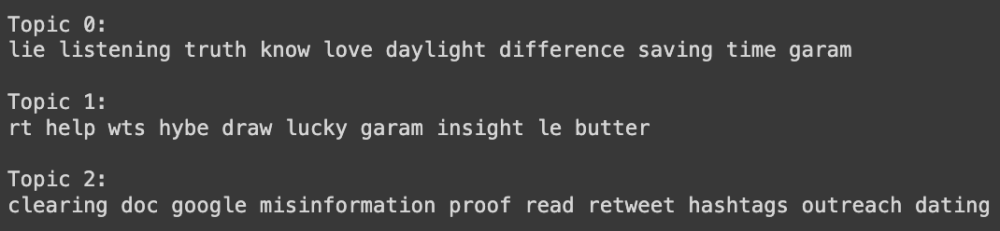 Topic 0:
lie listening truth know love daylight difference saving time garam
Topic 1:
rt help wts hybe draw lucky garam insight le butter
Topic 2:
clearing doc google misinformation proof read retweet hashtags outreach dating